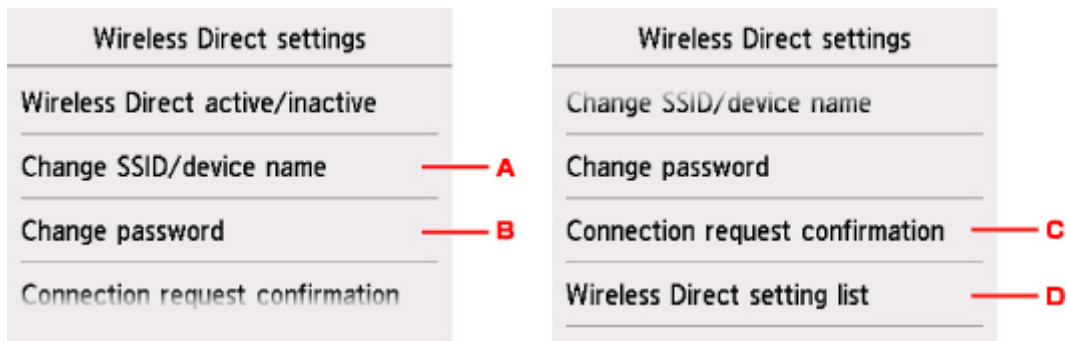 Wireless Direct settings
Wireless Direct active/inactive
Change SSID/device name
A
Change password
B
Connection request confirmation
Wireless Direct settings
Change SSID/device name
Change password
Connection request confirmation
C
Wireless Direct setting list
D